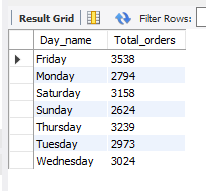 Result Grid Filter Rows:
Day_name Total_orders
Friday 3538
Monday 2794
Saturday 3158
Sunday 2624
Thursday 3239
Tuesday 2973
Wednesday 3024